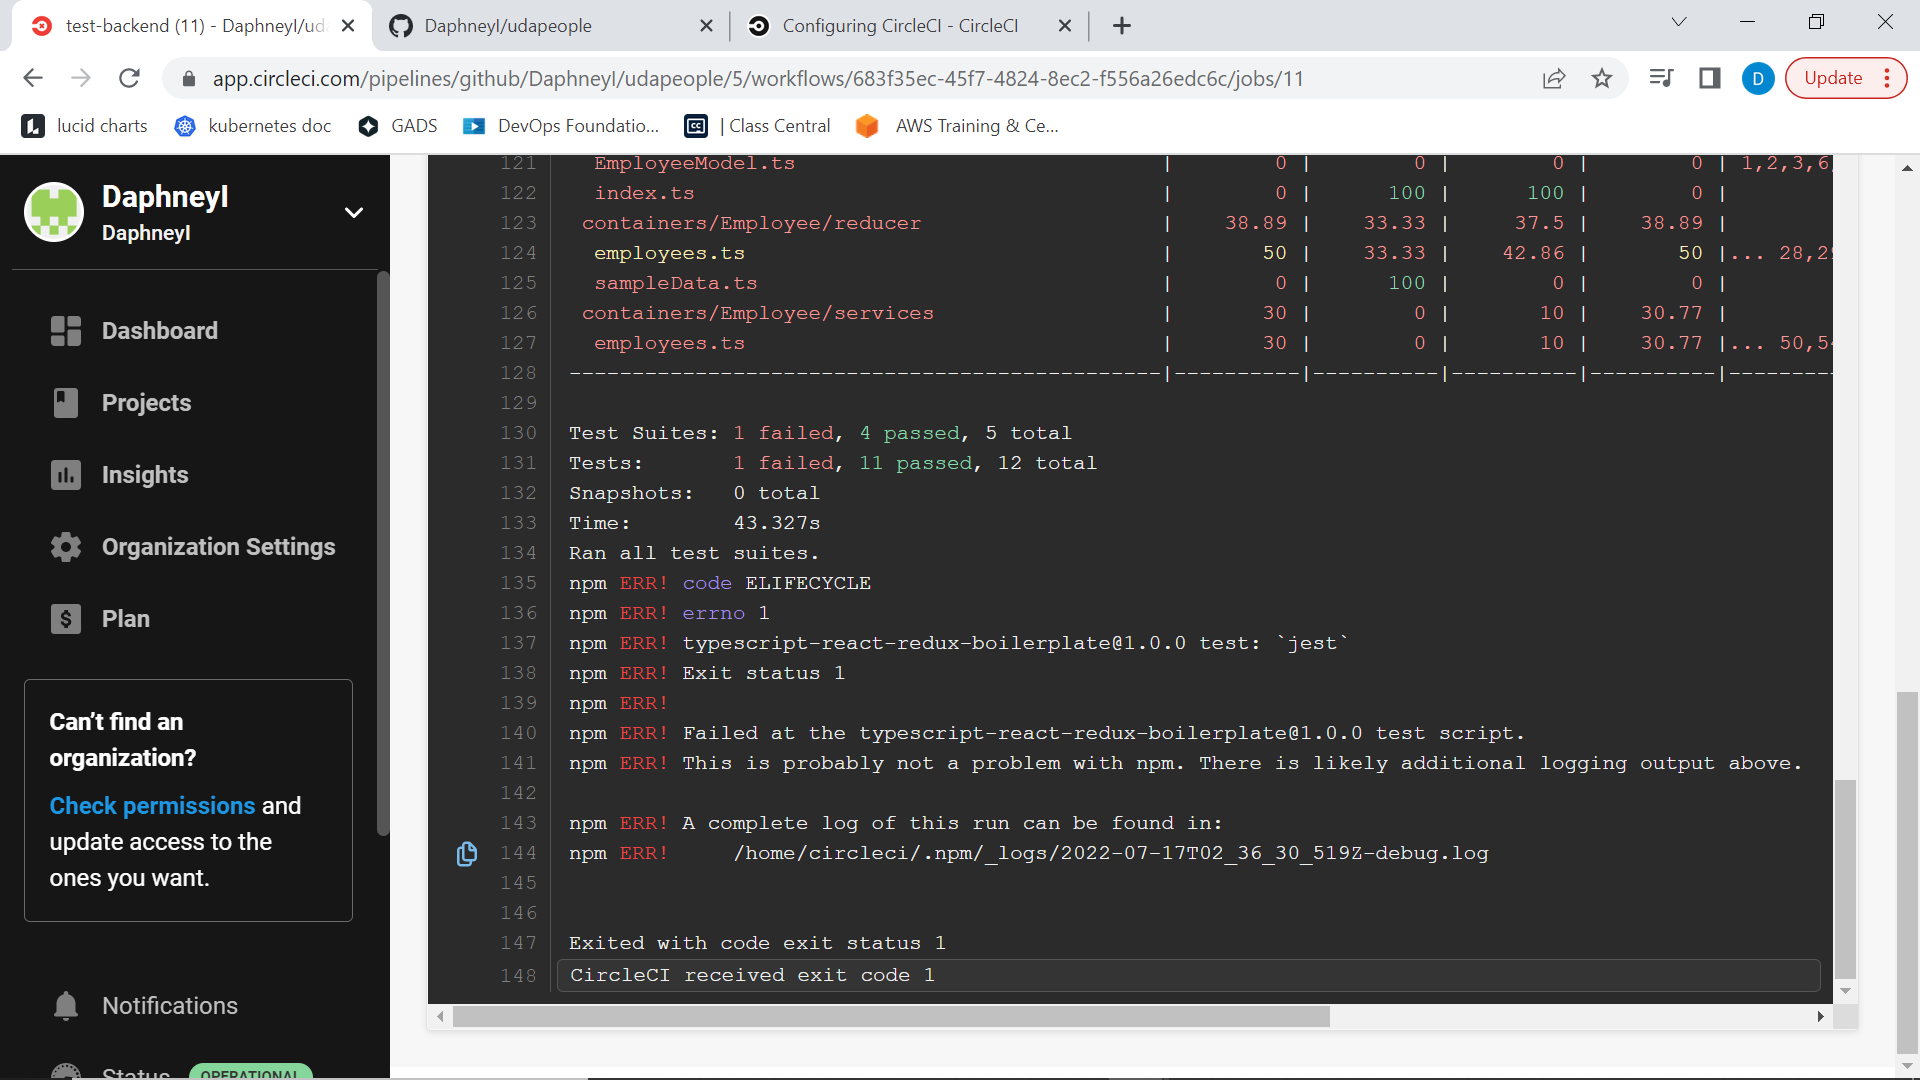 test-backend (11) - DaphneyI/uda
DaphneyI/udapeople
Configuring CircleCI - CircleCI
app.circleci.com/pipelines/github/DaphneyI/udapeople/5/workflows/683f35ec-45f7-4824-8ec2-f556a26edc6c/jobs/11
D
Update
lucid charts
kubernetes doc
GADS
DevOps Foundatio...
CC
| Class Central
AWS Training & Ce...
DaphneyI
DaphneyI
Dashboard
Projects
Insights
Organization Settings
Plan
Can't find an
organization?
Check permissions and
update access to the
ones you want.
Notifications
Status OPERATIONAL
121 EmployeeModel.ts | 0 | 0 | 0 | 0 | 1,2,3,6,
122 index.ts | 0 | 100 | 100 | 0 |
123 containers/Employee/reducer | 38.89 | 33.33 | 37.5 | 38.89 |
124 employees.ts | 50 | 33.33 | 42.86 | 50 |... 28,29
125 sampleData.ts | 0 | 100 | 0 | 0 |
126 containers/Employee/services | 30 | 0 | 10 | 30.77 |
127 employees.ts | 30 | 0 | 10 | 30.77 |... 50,54
128 -----------------------------------------------|----------|----------|----------|----------|---------
129
130 Test Suites: 1 failed, 4 passed, 5 total
131 Tests: 1 failed, 11 passed, 12 total
132 Snapshots: 0 total
133 Time: 43.327s
134 Ran all test suites.
135 npm ERR! code ELIFECYCLE
136 npm ERR! errno 1
137 npm ERR! typescript-react-redux-boilerplate@1.0.0 test: `jest`
138 npm ERR! Exit status 1
139 npm ERR!
140 npm ERR! Failed at the typescript-react-redux-boilerplate@1.0.0 test script.
141 npm ERR! This is probably not a problem with npm. There is likely additional logging output above.
142
143 npm ERR! A complete log of this run can be found in:
144 npm ERR! /home/circleci/.npm/_logs/2022-07-17T02_36_30_519Z-debug.log
145
146
147 Exited with code exit status 1
148 CircleCI received exit code 1